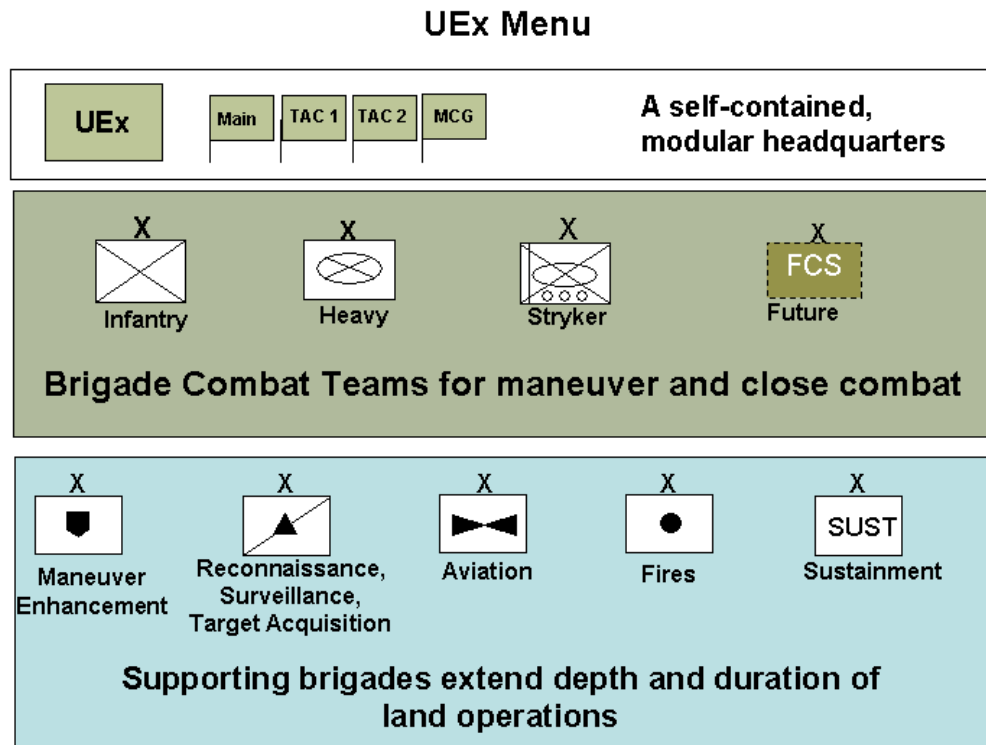 UEx Menu
UEx
Main
TAC 1
TAC 2
MCG
A self-contained,
modular headquarters
X
Infantry
X
Heavy
X
Stryker
X
FCS
Future
Brigade Combat Teams for maneuver and close combat
X
Maneuver
Enhancement
X
Reconnaissance,
Surveillance,
Target Acquisition
X
Aviation
X
Fires
X
SUST
Sustainment
Supporting brigades extend depth and duration of
land operations